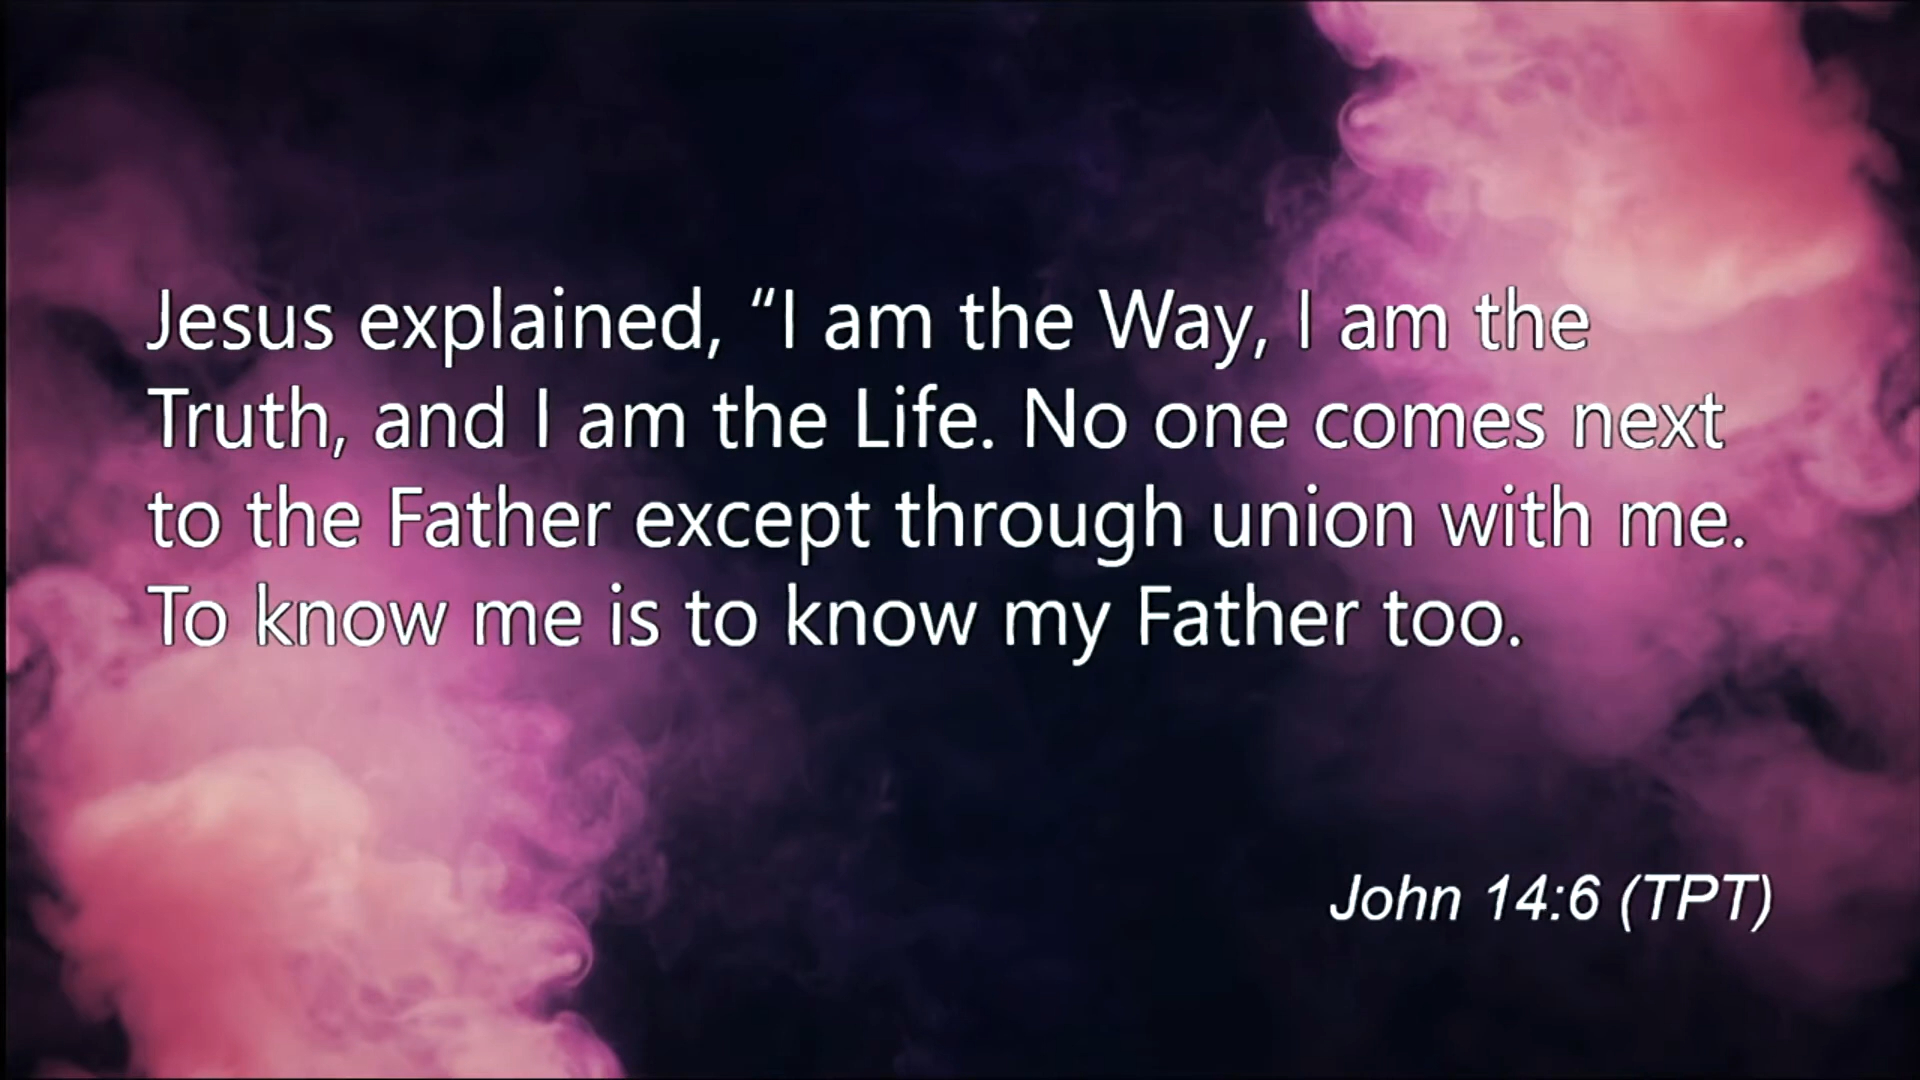 Jesus explained, “I am the Way, I am the
Truth, and I am the Life. No one comes next
to the Father except through union with me.
To know me is to know my Father too.
John 14:6 (TPT)